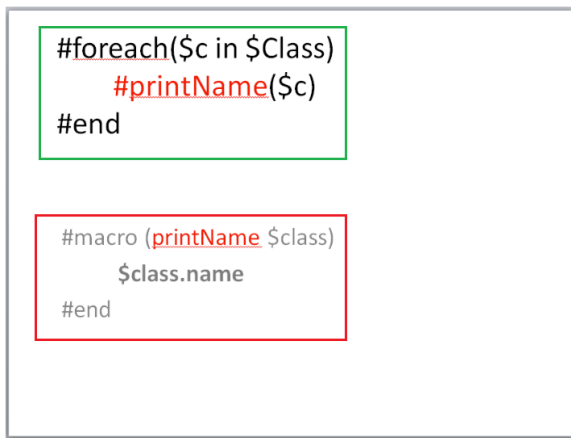 #foreach($c in $Class)
#printName($c)
#end
#macro (printName $class)
$class.name
#end